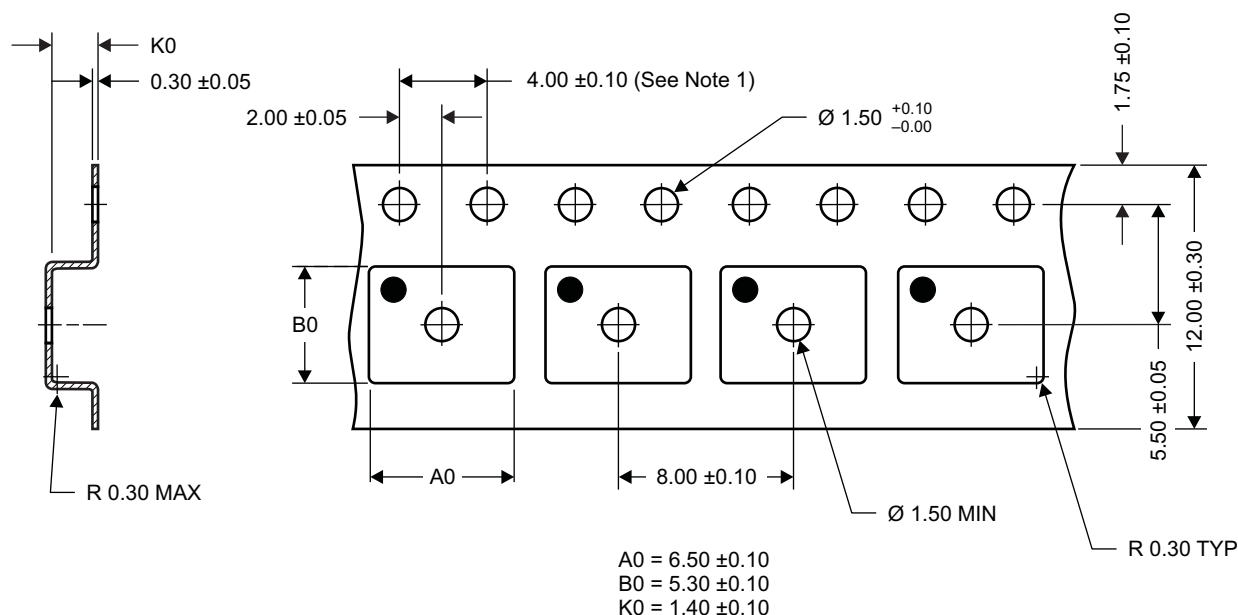 K0
0.30 ±0.05
4.00 ±0.10 (See Note 1)
2.00 ±0.05
Ø 1.50 +0.10
–0.00
1.75 ±0.10
B0
12.00 ±0.30
5.50 ±0.05
R 0.30 MAX
A0
8.00 ±0.10
Ø 1.50 MIN
R 0.30 TYP
A0 = 6.50 ±0.10
B0 = 5.30 ±0.10
K0 = 1.40 ±0.10